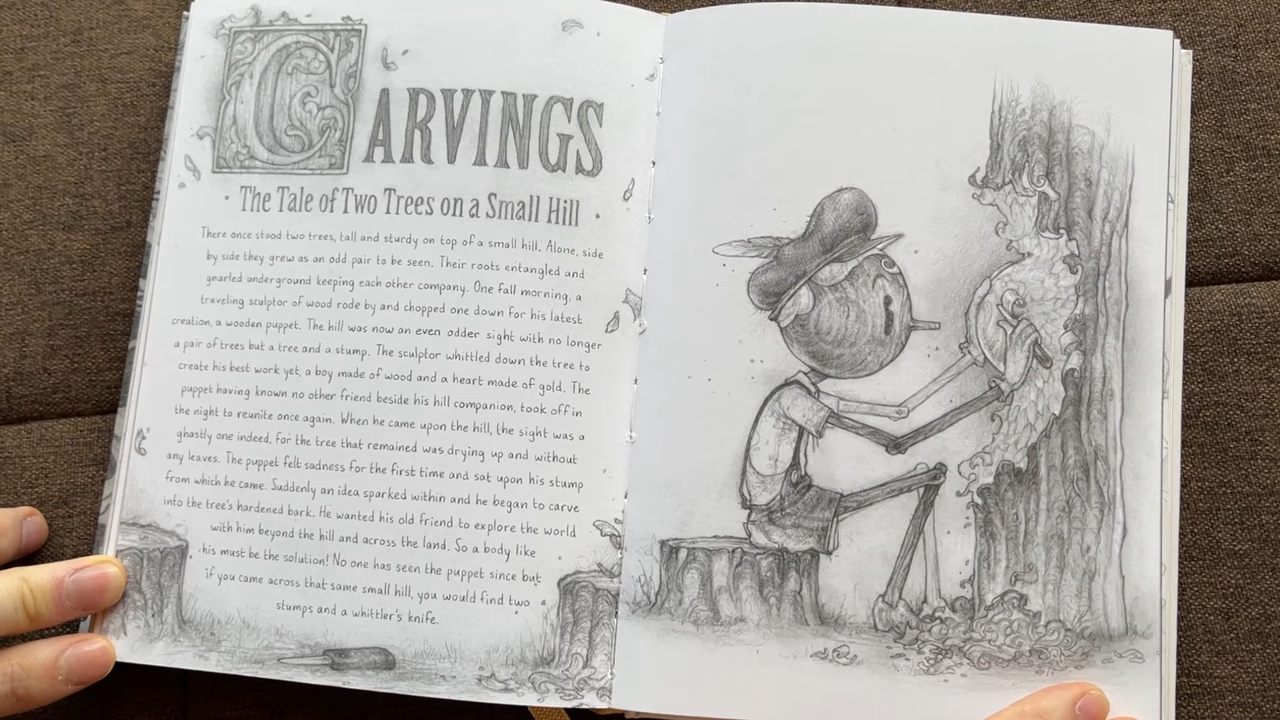 CARVINGS
· The Tale of Two Trees on a Small Hill ·
There once stood two trees, tall and sturdy on top of a small hill. Alone, side
by side they grew as an odd pair to be seen. Their roots entangled and
gnarled underground keeping each other company. One fall morning, a
traveling sculptor of wood rode by and chopped one down for his latest
creation, a wooden puppet. The hill was now an even odder sight with no longer
a pair of trees but a tree and a stump. The sculptor whittled down the tree to
create his best work yet, a boy made of wood and a heart made of gold. The
puppet having known no other friend beside his hill companion, took off in
the night to reunite once again. When he came upon the hill, the sight was a
ghastly one indeed, for the tree that remained was drying up and without
any leaves. The puppet felt sadness for the first time and sat upon his stump
from which he came. Suddenly an idea sparked within and he began to carve
into the tree's hardened bark. He wanted his old friend to explore the world
with him beyond the hill and across the land. So a body like
his must be the solution! No one has seen the puppet since but
if you came across that same small hill, you would find two
stumps and a whittler's knife.